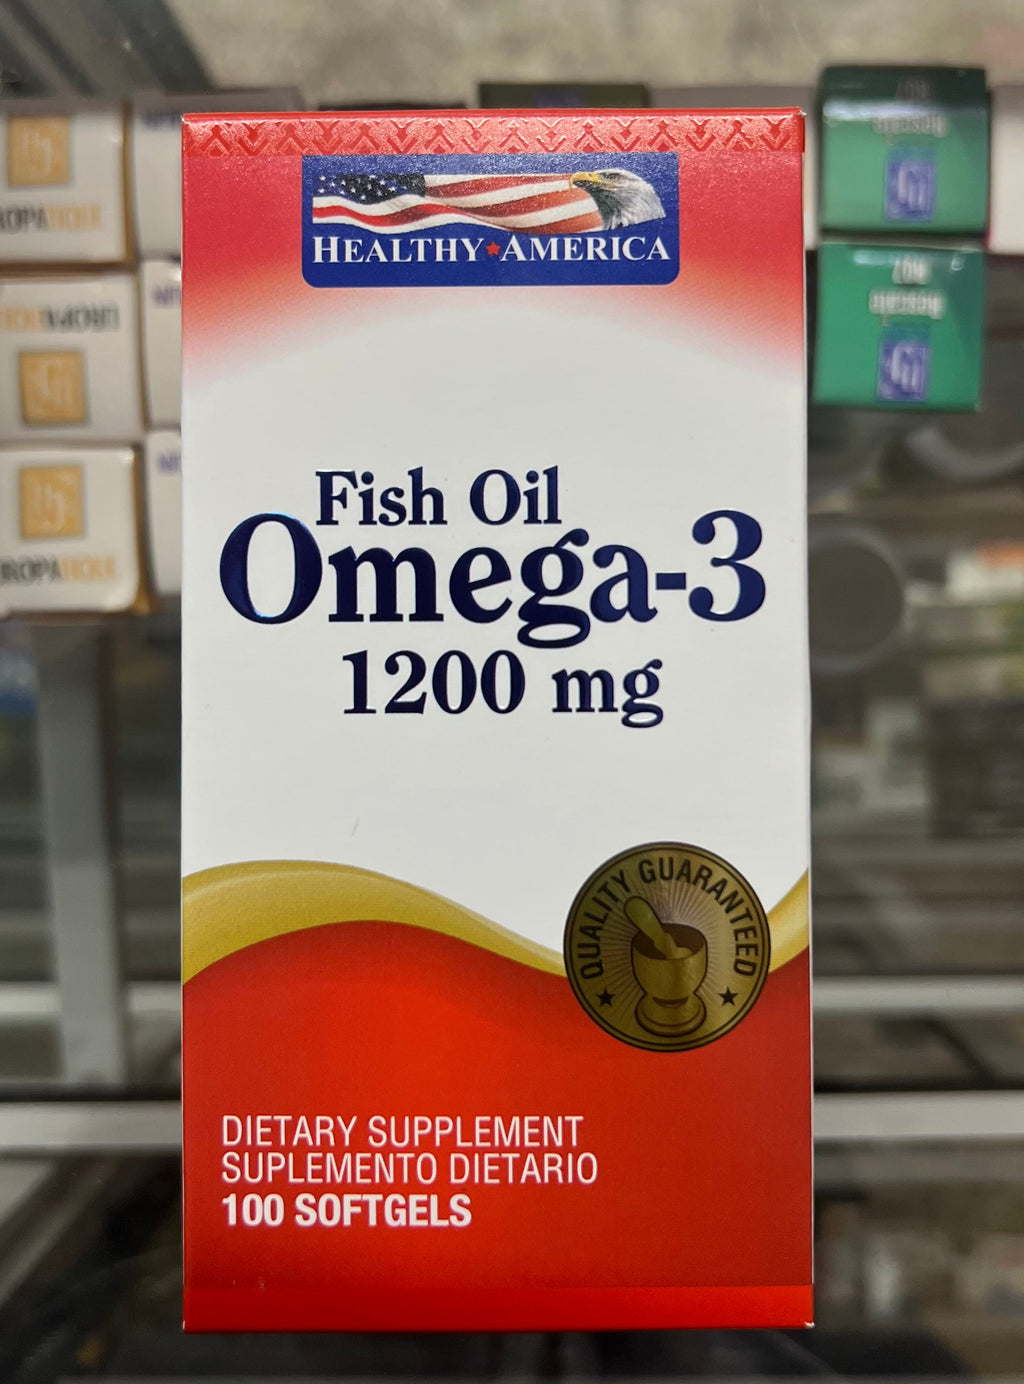 HEALTHY★AMERICA
Fish Oil
Omega-3
1200 mg
QUALITY GUARANTEED
DIETARY SUPPLEMENT
SUPLEMENTO DIETARIO
100 SOFTGELS